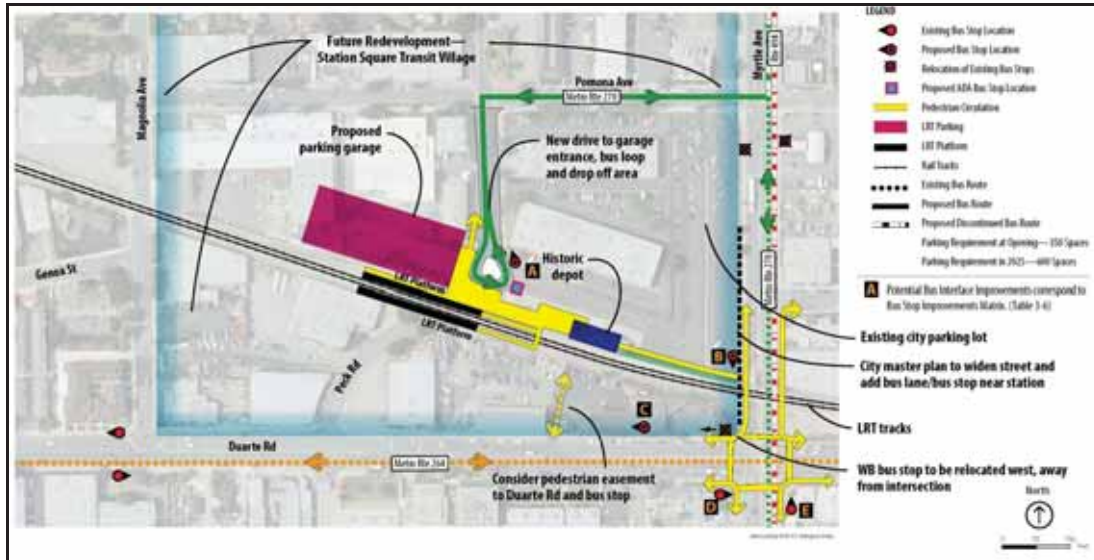 Future Redevelopment—
Station Square Transit Village
Magnolia Ave
Pomona Ave
Metro Rte 270
Myrtle Ave
Proposed
parking garage
New drive to garage
entrance, bus loop
and drop off area
A
Historic
depot
Genoa St
LRT Platform
LRT Platform
Peck Rd
Metro Rte 270
B
C
Duarte Rd
Metro Rte 264
Consider pedestrian easement
to Duarte Rd and bus stop
D
E
LEGEND
Existing Bus Stop Location
Proposed Bus Stop Location
Relocation of Existing Bus Stops
Proposed ADA Bus Stop Location
Pedestrian Circulation
LRT Parking
LRT Platform
Rail Tracks
Existing Bus Route
Proposed Bus Route
Proposed Discontinued Bus Route
Parking Requirement at Opening— 350 Spaces
Parking Requirement in 2025— 600 Spaces
A
Potential Bus Interface Improvements correspond to
Bus Stop Improvements Matrix. (Table 3-6)
Existing city parking lot
City master plan to widen street and
add bus lane/bus stop near station
LRT tracks
WB bus stop to be relocated west, away
from intersection
North